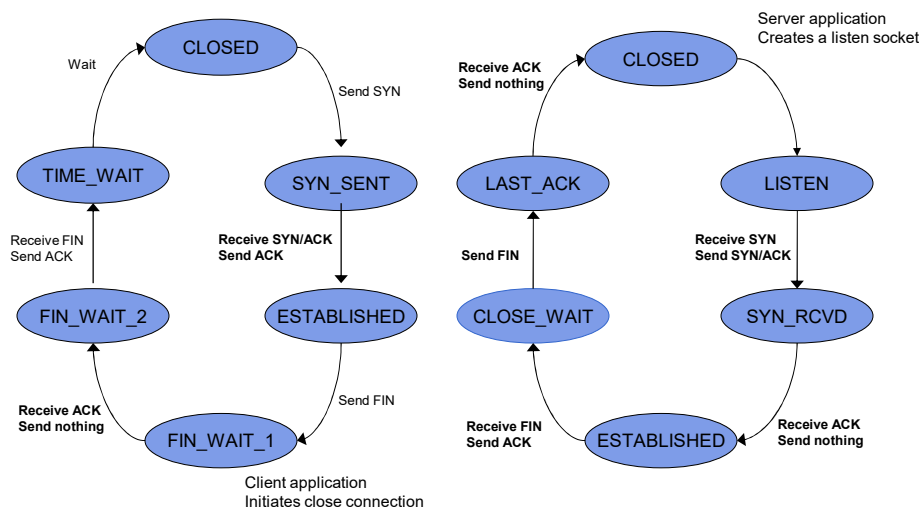 CLOSED
Wait
Send SYN
TIME_WAIT
SYN_SENT
Receive FIN
Send ACK
Receive SYN/ACK
Send ACK
FIN_WAIT_2
ESTABLISHED
Receive ACK
Send nothing
Send FIN
FIN_WAIT_1
Client application
Initiates close connection
Server application
Creates a listen socket
CLOSED
Receive ACK
Send nothing
LAST_ACK
LISTEN
Send FIN
Receive SYN
Send SYN/ACK
CLOSE_WAIT
SYN_RCVD
Receive FIN
Send ACK
Receive ACK
Send nothing
ESTABLISHED